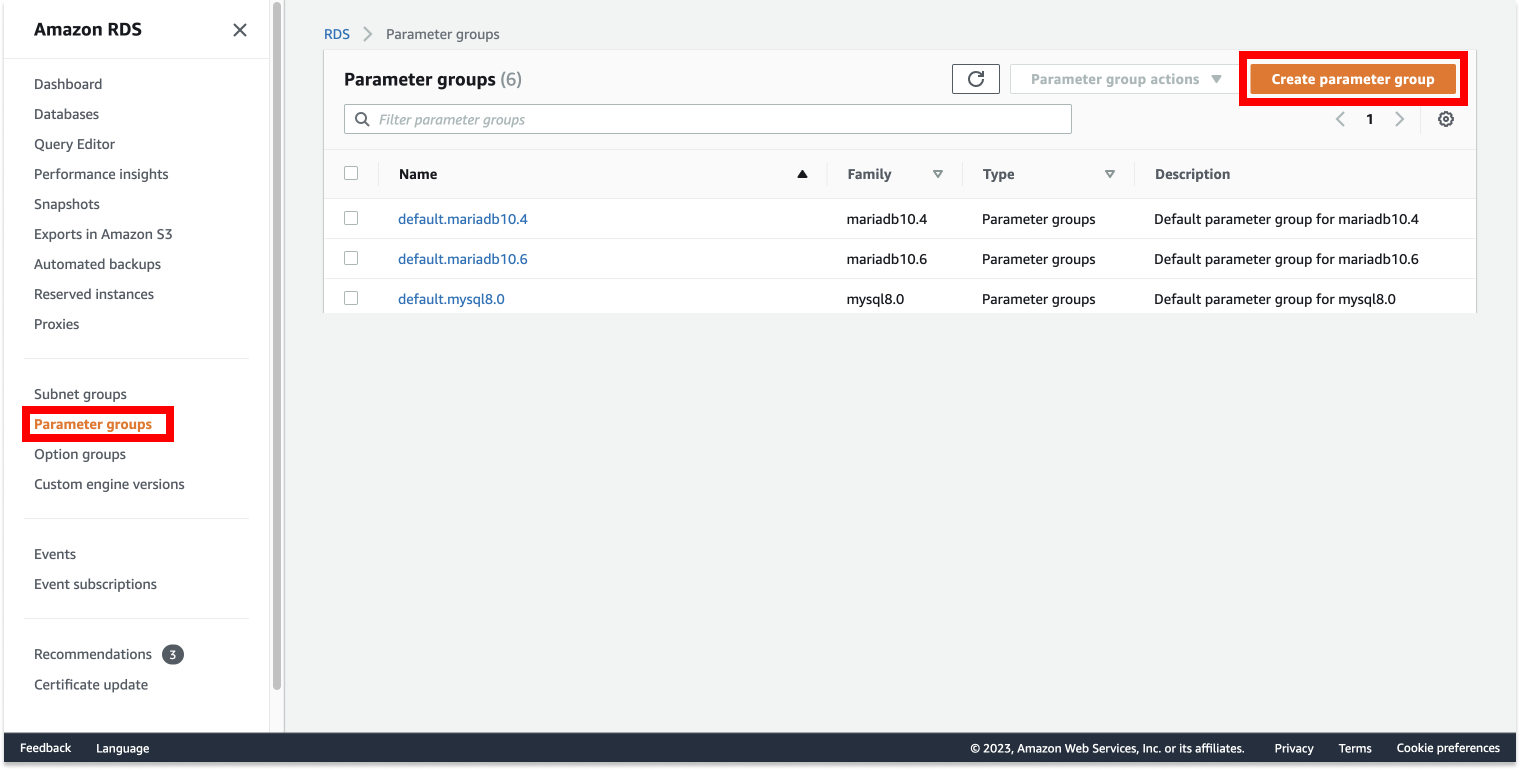 Amazon RDS
Dashboard
Databases
Query Editor
Performance insights
Snapshots
Exports in Amazon S3
Automated backups
Reserved instances
Proxies
Subnet groups
Parameter groups
Option groups
Custom engine versions
Events
Event subscriptions
Recommendations 3
Certificate update
RDS Parameter groups
Parameter groups (6) Parameter group actions Create parameter group
Filter parameter groups 1
Name Family Type Description
default.mariadb10.4 mariadb10.4 Parameter groups Default parameter group for mariadb10.4
default.mariadb10.6 mariadb10.6 Parameter groups Default parameter group for mariadb10.6
default.mysql8.0 mysql8.0 Parameter groups Default parameter group for mysql8.0
Feedback Language © 2023, Amazon Web Services, Inc. or its affiliates. Privacy Terms Cookie preferences